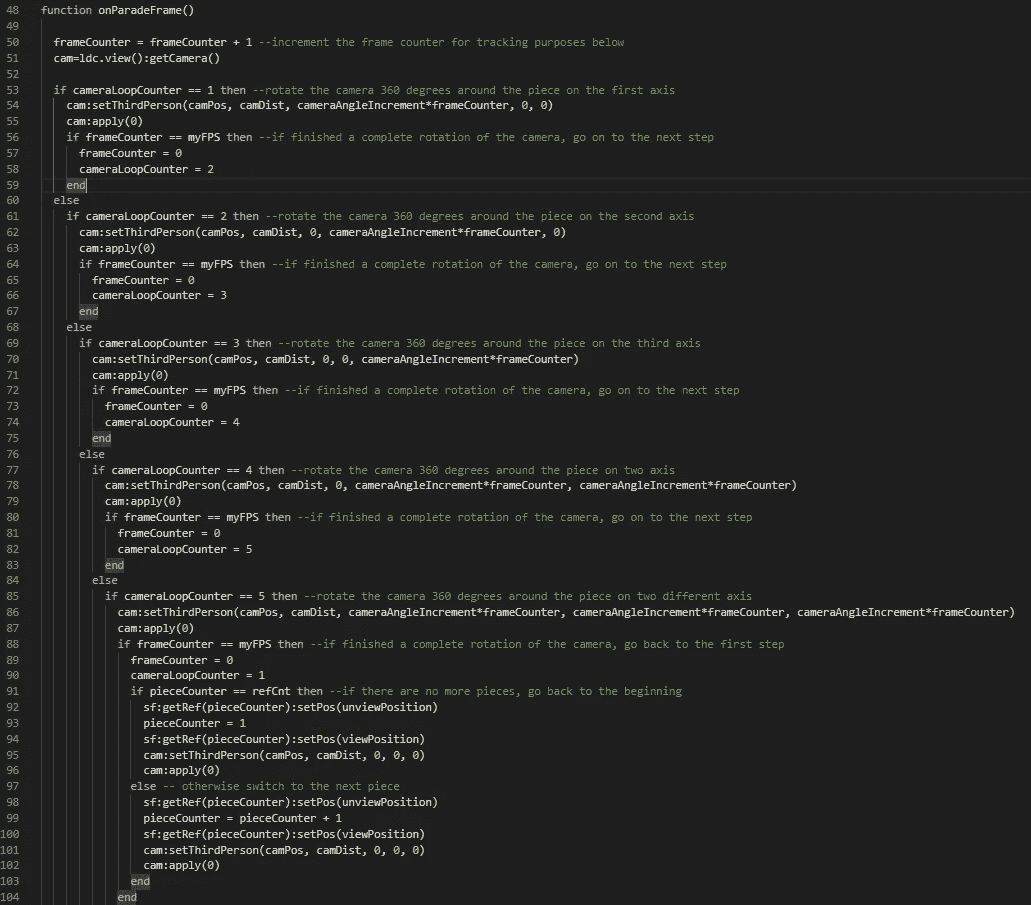 48 function onParadeFrame()
49
50 frameCounter = frameCounter + 1 --increment the frame counter for tracking purposes below
51 cam=ldc.view():getCamera()
52
53 if cameraLoopCounter == 1 then --rotate the camera 360 degrees around the piece on the first axis
54 cam:setThirdPerson(camPos, camDist, cameraAngleIncrement*frameCounter, 0, 0)
55 cam:apply(0)
56 if frameCounter == myFPS then --if finished a complete rotation of the camera, go on to the next step
57 frameCounter = 0
58 cameraLoopCounter = 2
59 end
60 else
61 if cameraLoopCounter == 2 then --rotate the camera 360 degrees around the piece on the second axis
62 cam:setThirdPerson(camPos, camDist, 0, cameraAngleIncrement*frameCounter, 0)
63 cam:apply(0)
64 if frameCounter == myFPS then --if finished a complete rotation of the camera, go on to the next step
65 frameCounter = 0
66 cameraLoopCounter = 3
67 end
68 else
69 if cameraLoopCounter == 3 then --rotate the camera 360 degrees around the piece on the third axis
70 cam:setThirdPerson(camPos, camDist, 0, 0, cameraAngleIncrement*frameCounter)
71 cam:apply(0)
72 if frameCounter == myFPS then --if finished a complete rotation of the camera, go on to the next step
73 frameCounter = 0
74 cameraLoopCounter = 4
75 end
76 else
77 if cameraLoopCounter == 4 then --rotate the camera 360 degrees around the piece on two axis
78 cam:setThirdPerson(camPos, camDist, 0, cameraAngleIncrement*frameCounter, cameraAngleIncrement*frameCounter)
79 cam:apply(0)
80 if frameCounter == myFPS then --if finished a complete rotation of the camera, go on to the next step
81 frameCounter = 0
82 cameraLoopCounter = 5
83 end
84 else
85 if cameraLoopCounter == 5 then --rotate the camera 360 degrees around the piece on two different axis
86 cam:setThirdPerson(camPos, camDist, cameraAngleIncrement*frameCounter, cameraAngleIncrement*frameCounter, cameraAngleIncrement*frameCounter)
87 cam:apply(0)
88 if frameCounter == myFPS then --if finished a complete rotation of the camera, go back to the first step
89 frameCounter = 0
90 cameraLoopCounter = 1
91 if pieceCounter == refCnt then --if there are no more pieces, go back to the beginning
92 sf:getRef(pieceCounter):setPos(unviewPosition)
93 pieceCounter = 1
94 sf:getRef(pieceCounter):setPos(viewPosition)
95 cam:setThirdPerson(camPos, camDist, 0, 0, 0)
96 cam:apply(0)
97 else -- otherwise switch to the next piece
98 sf:getRef(pieceCounter):setPos(unviewPosition)
99 pieceCounter = pieceCounter + 1
100 sf:getRef(pieceCounter):setPos(viewPosition)
101 cam:setThirdPerson(camPos, camDist, 0, 0, 0)
102 cam:apply(0)
103 end
104 end